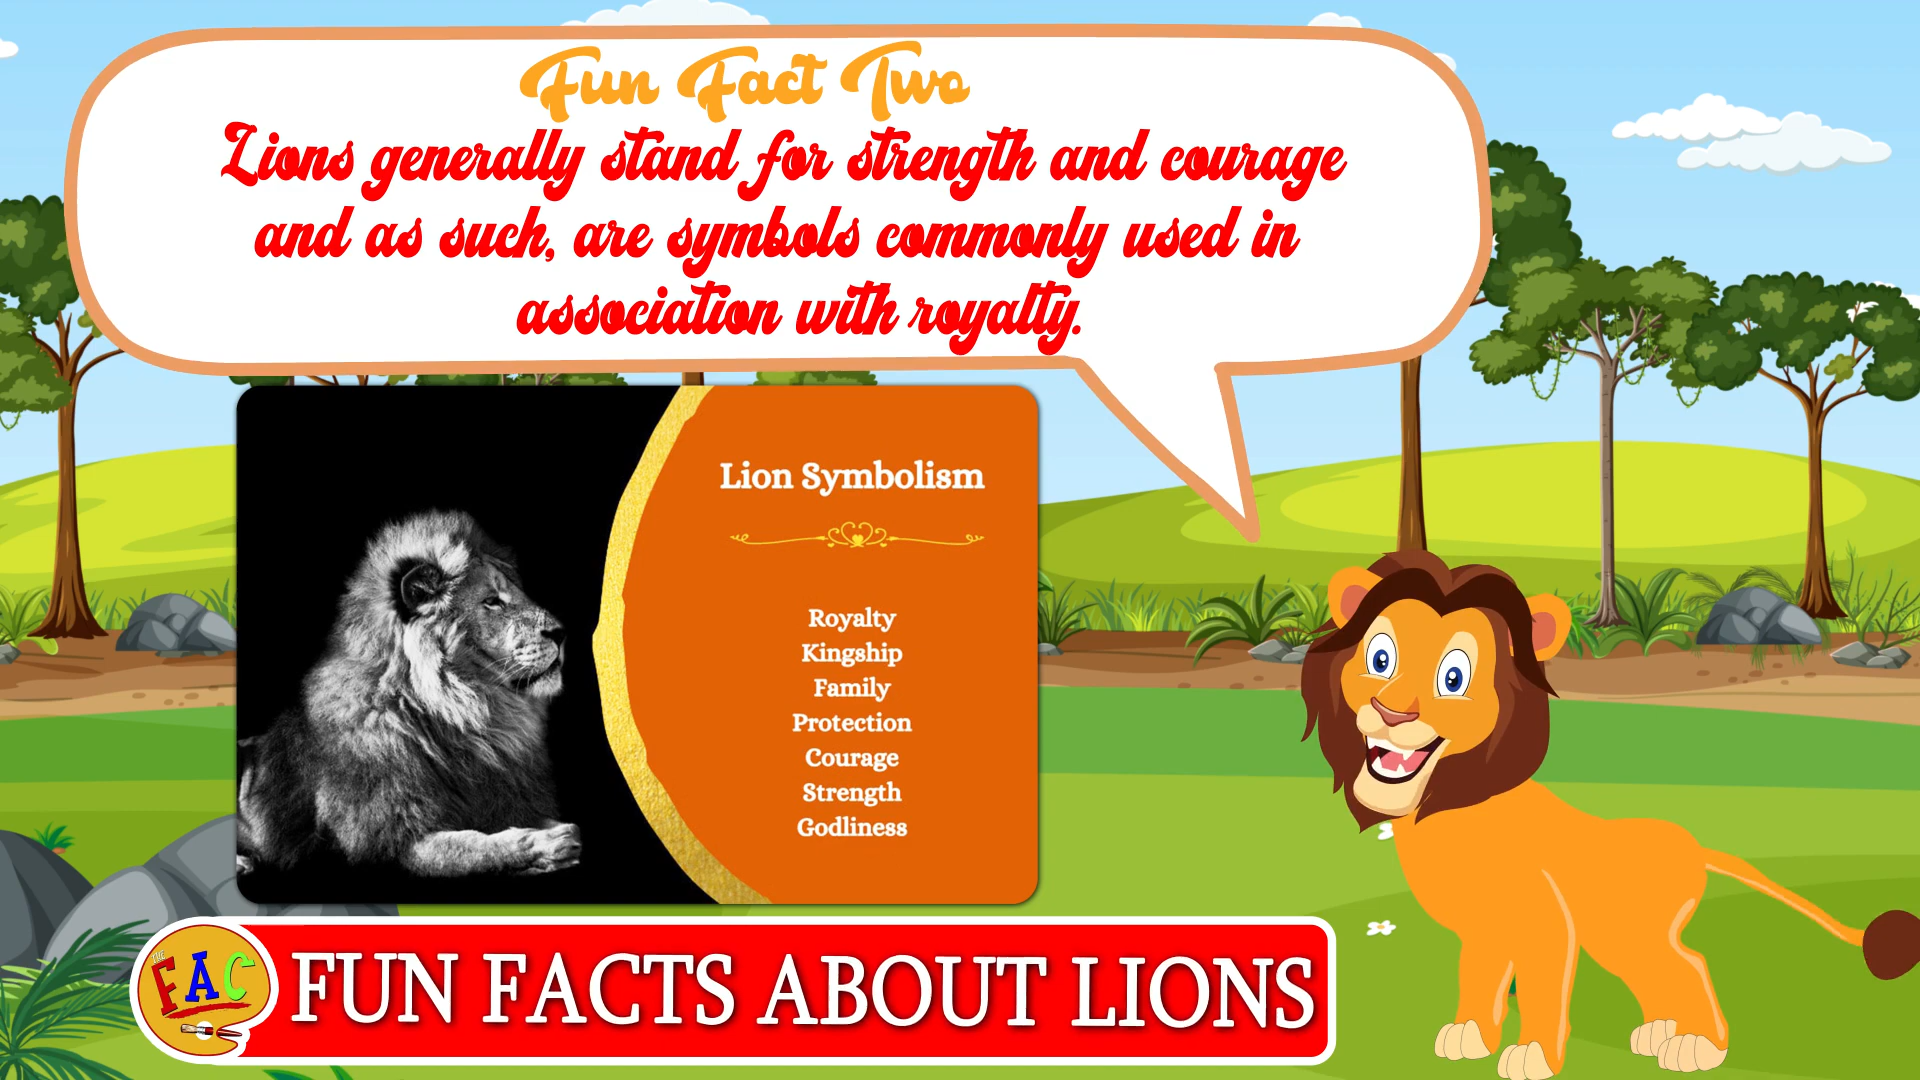 Fun Fact Two
Lions generally stand for strength and courage
and as such, are symbols commonly used in
association with royalty.
Lion Symbolism
Royalty
Kingship
Family
Protection
Courage
Strength
Godliness
THE
FAC
FUN FACTS ABOUT LIONS